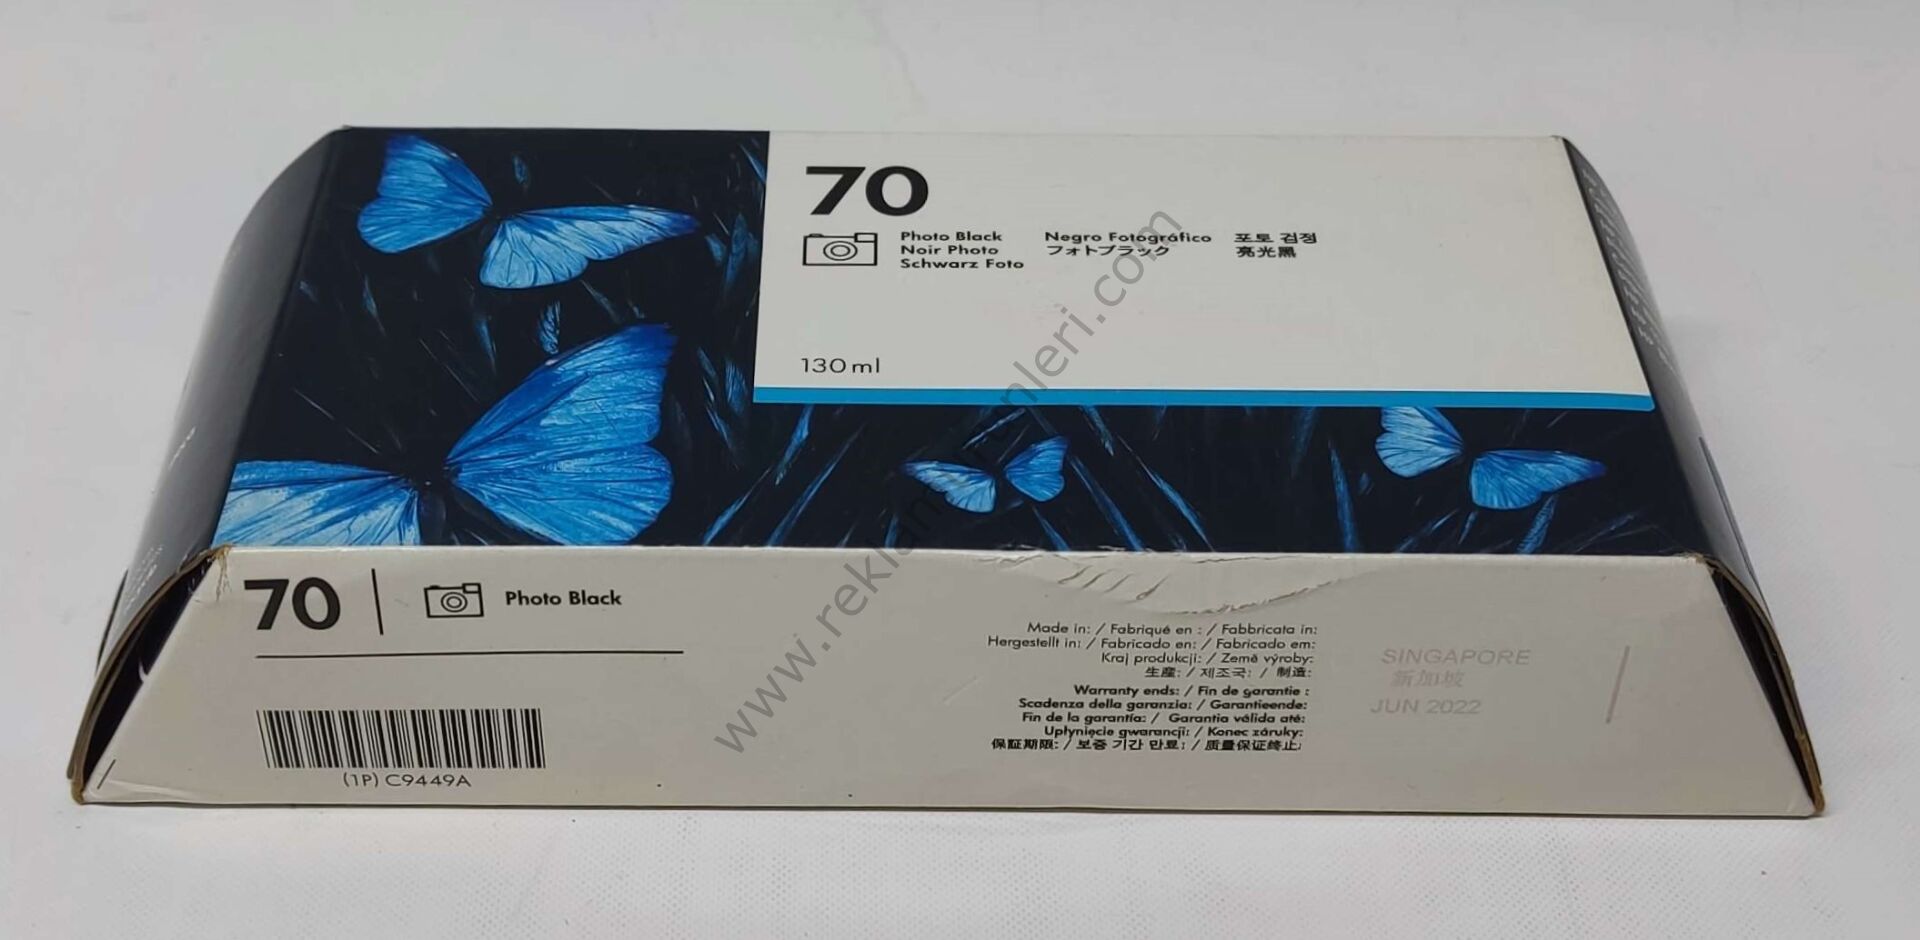 70
Photo Black
Noir Photo
Schwarz Foto
Negro Fotográfico
フォトブラック
포토 검정
亮光黑
130 ml
70
Photo Black
(1P) C9449A
Made in: / Fabriqué en : / Fabbricata in:
Hergestellt in: / Fabricado en: / Fabricado em:
Kraj produkcji: / Země výroby:
生産: / 제조국: / 制造:
SINGAPORE
新加坡
Warranty ends: / Fin de garantie :
Scadenza della garanzia: / Garantieende:
Fin de la garantía: / Garantia válida até:
Upłynięcie gwarancji: / Konec záruky:
保証期限: / 보증 기간 만료: / 质量保证终止:
JUN 2022